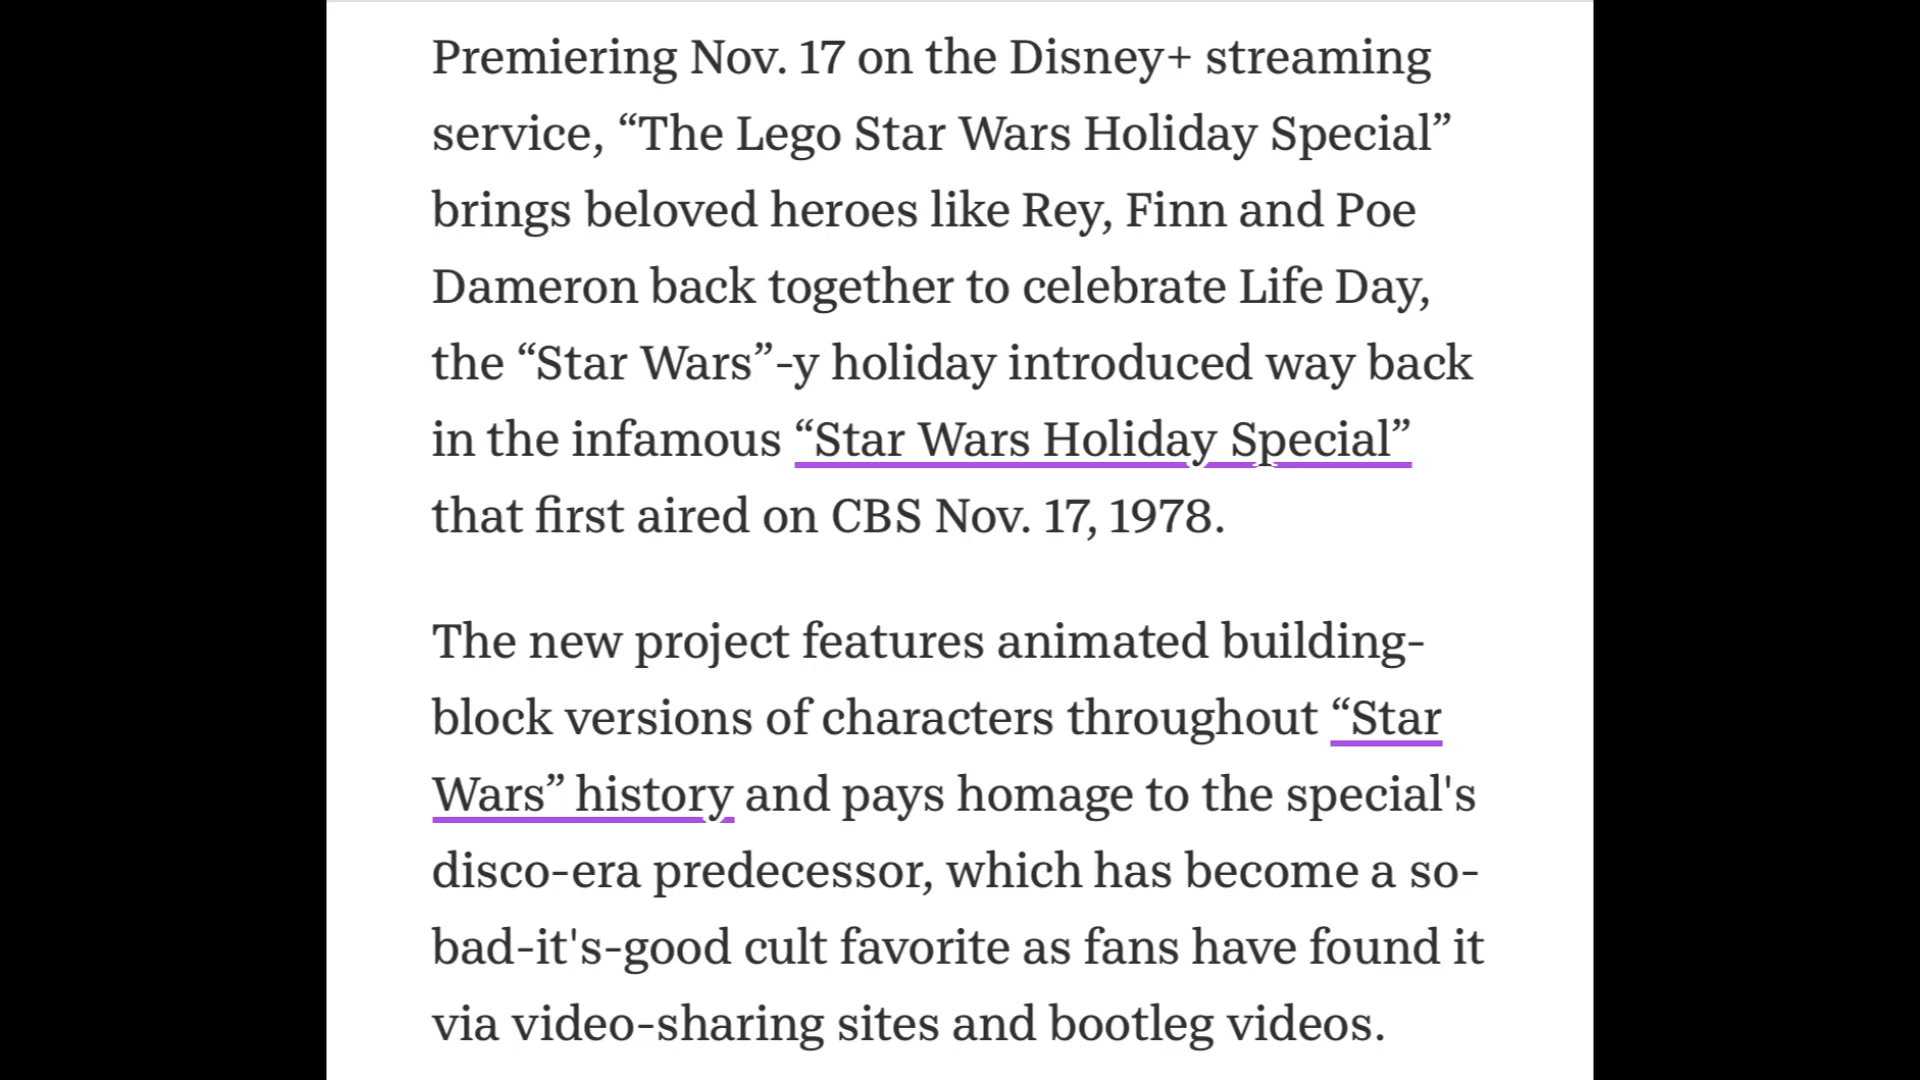 Premiering Nov. 17 on the Disney+ streaming
service, “The Lego Star Wars Holiday Special”
brings beloved heroes like Rey, Finn and Poe
Dameron back together to celebrate Life Day,
the “Star Wars”-y holiday introduced way back
in the infamous “Star Wars Holiday Special”
that first aired on CBS Nov. 17, 1978.
The new project features animated building-
block versions of characters throughout “Star
Wars” history and pays homage to the special's
disco-era predecessor, which has become a so-
bad-it's-good cult favorite as fans have found it
via video-sharing sites and bootleg videos.